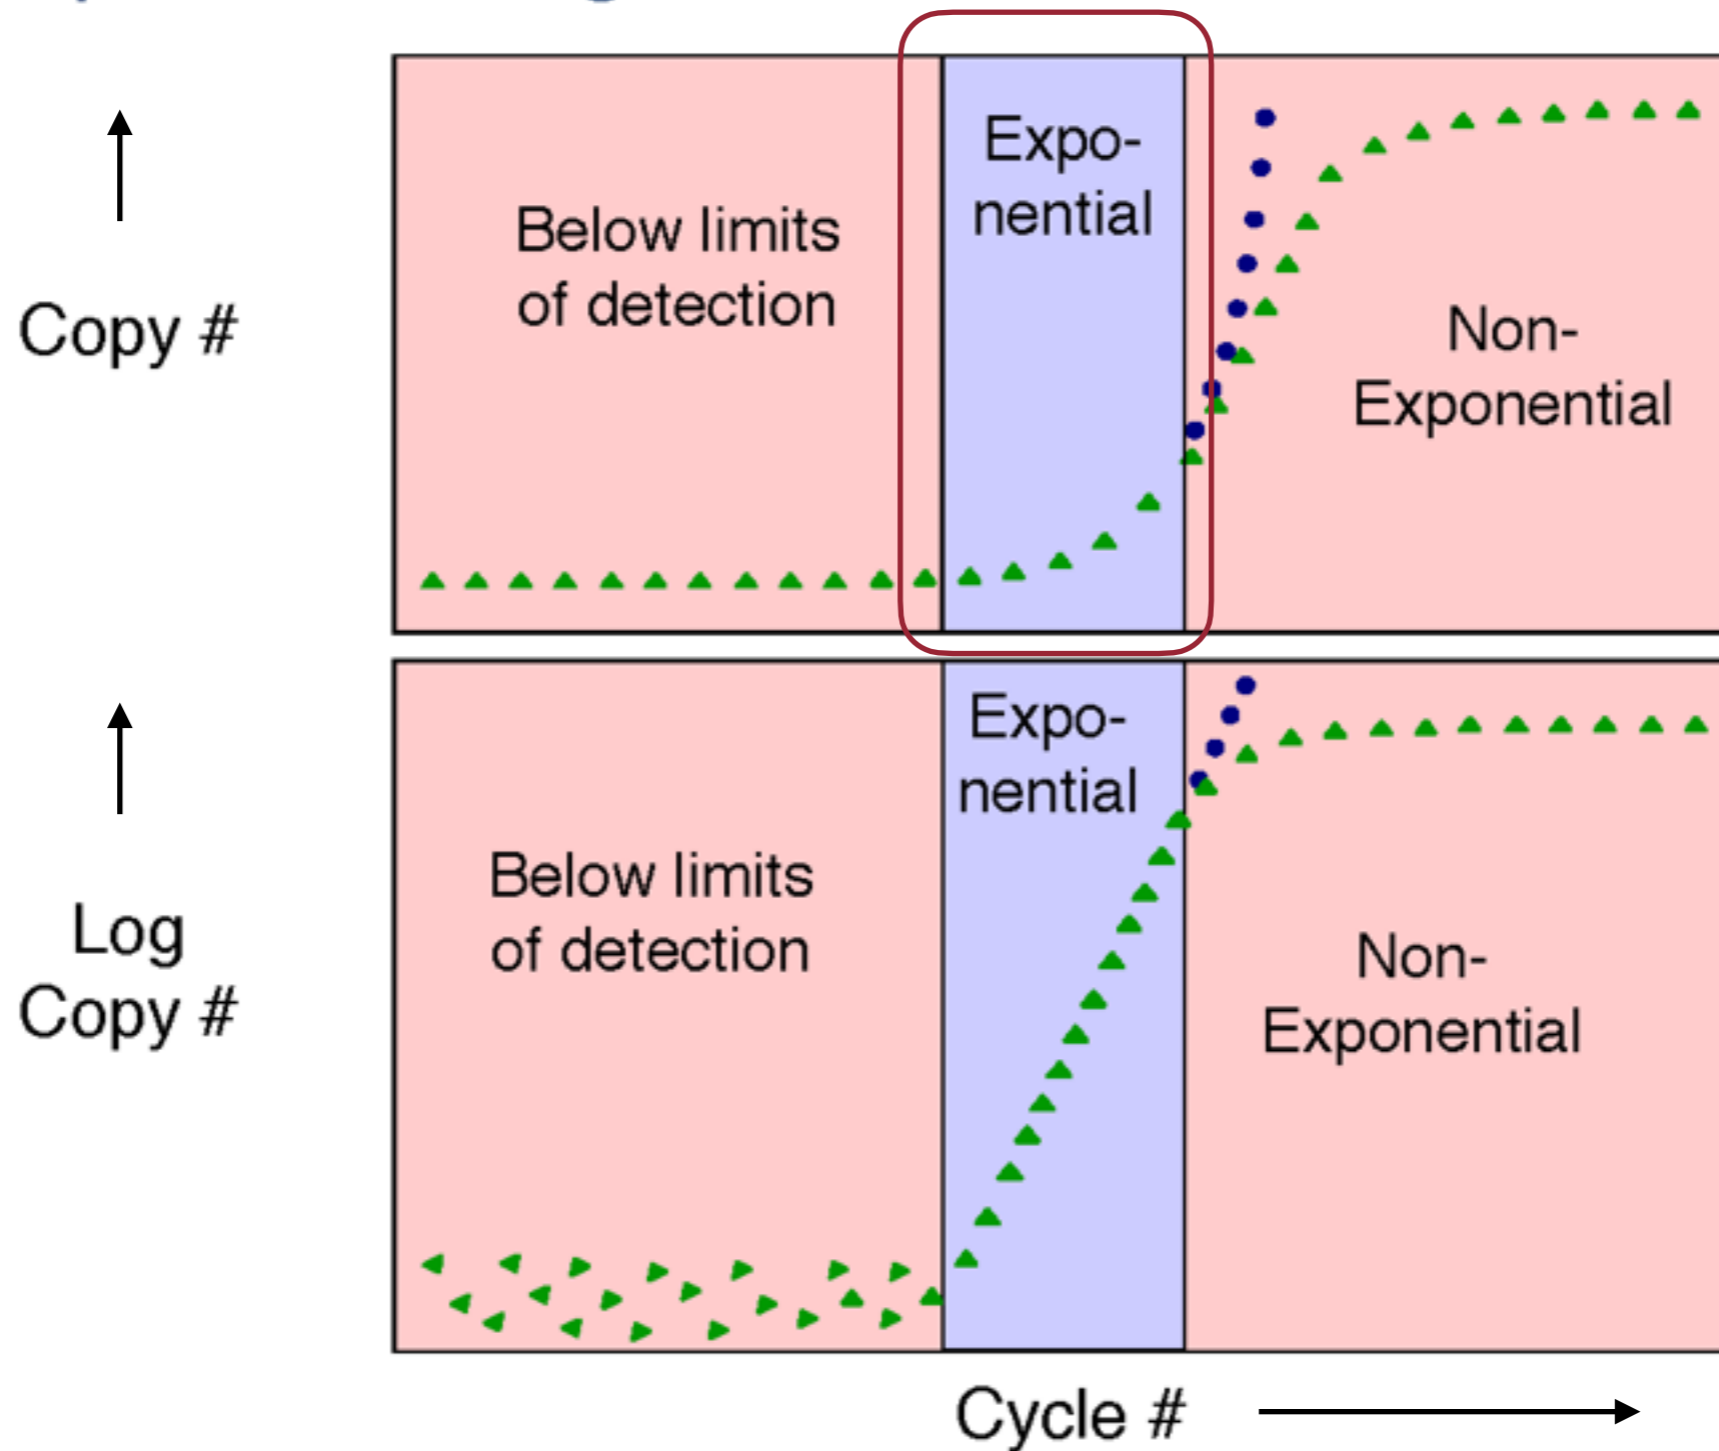 Expo-
nential
Below limits
of detection
Copy #
Non-
Exponential
Expo-
nential
Below limits
of detection
Log
Copy #
Non-
Exponential
Cycle #